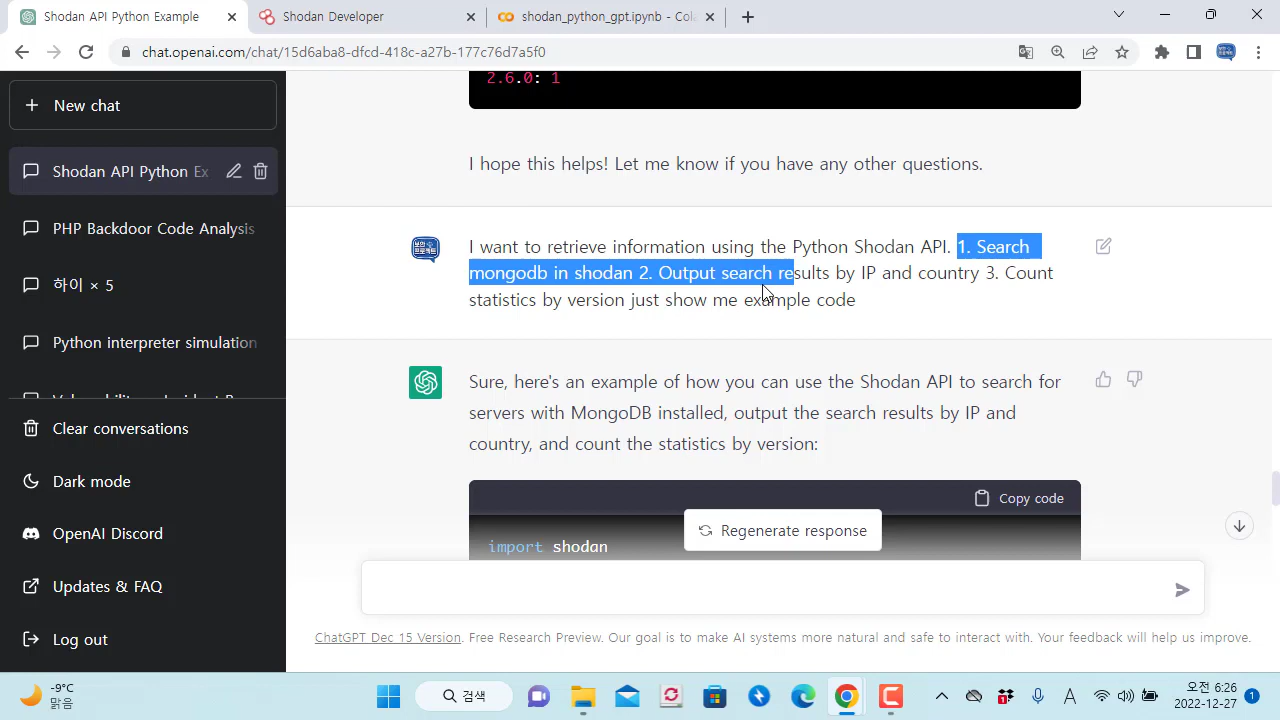 Shodan API Python Example
Shodan Developer
shodan_python_gpt.ipynb - Col
chat.openai.com/chat/15d6aba8-dfcd-418c-a27b-177c76d7a5f0
New chat
Shodan API Python Ex
PHP Backdoor Code Analysis
하이 × 5
Python interpreter simulation
Clear conversations
Dark mode
OpenAI Discord
Updates & FAQ
Log out
2.6.0: 1
I hope this helps! Let me know if you have any other questions.
I want to retrieve information using the Python Shodan API. 1. Search
mongodb in shodan 2. Output search results by IP and country 3. Count
statistics by version just show me example code
Sure, here's an example of how you can use the Shodan API to search for
servers with MongoDB installed, output the search results by IP and
country, and count the statistics by version:
Copy code
import shodan
Regenerate response
ChatGPT Dec 15 Version. Free Research Preview. Our goal is to make AI systems more natural and safe to interact with. Your feedback will help us improve.
-9°C
맑음
검색
A
오전 6:26
2022-12-27
1